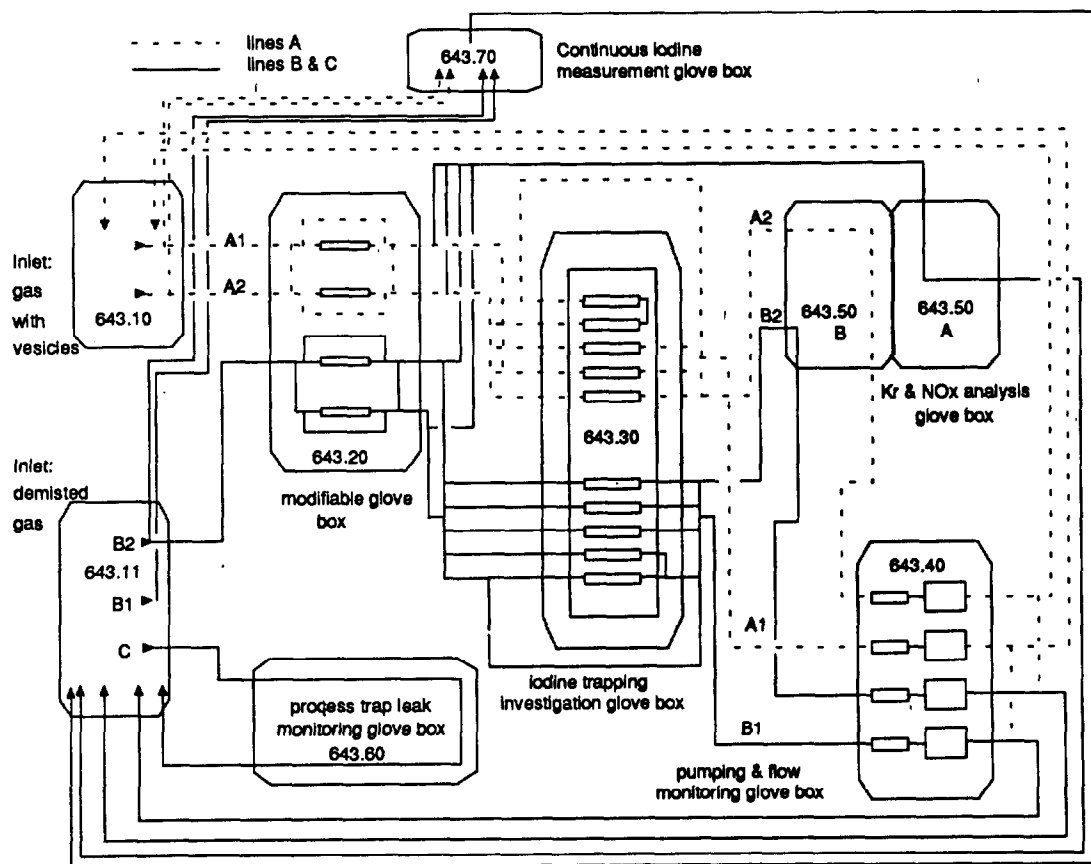 lines A
lines B & C
643.70
Continuous iodine
measurement glove box
Inlet:
gas
with
vesicles
643.10
A1
A2
643.20
modifiable glove
box
643.30
iodine trapping
investigation glove box
A2
B2
643.50
B
643.50
A
Kr & NOx analysis
glove box
Inlet:
demisted
gas
B2
643.11
B1
C
process trap leak
monitoring glove box
643.60
643.40
A1
B1
pumping & flow
monitoring glove box